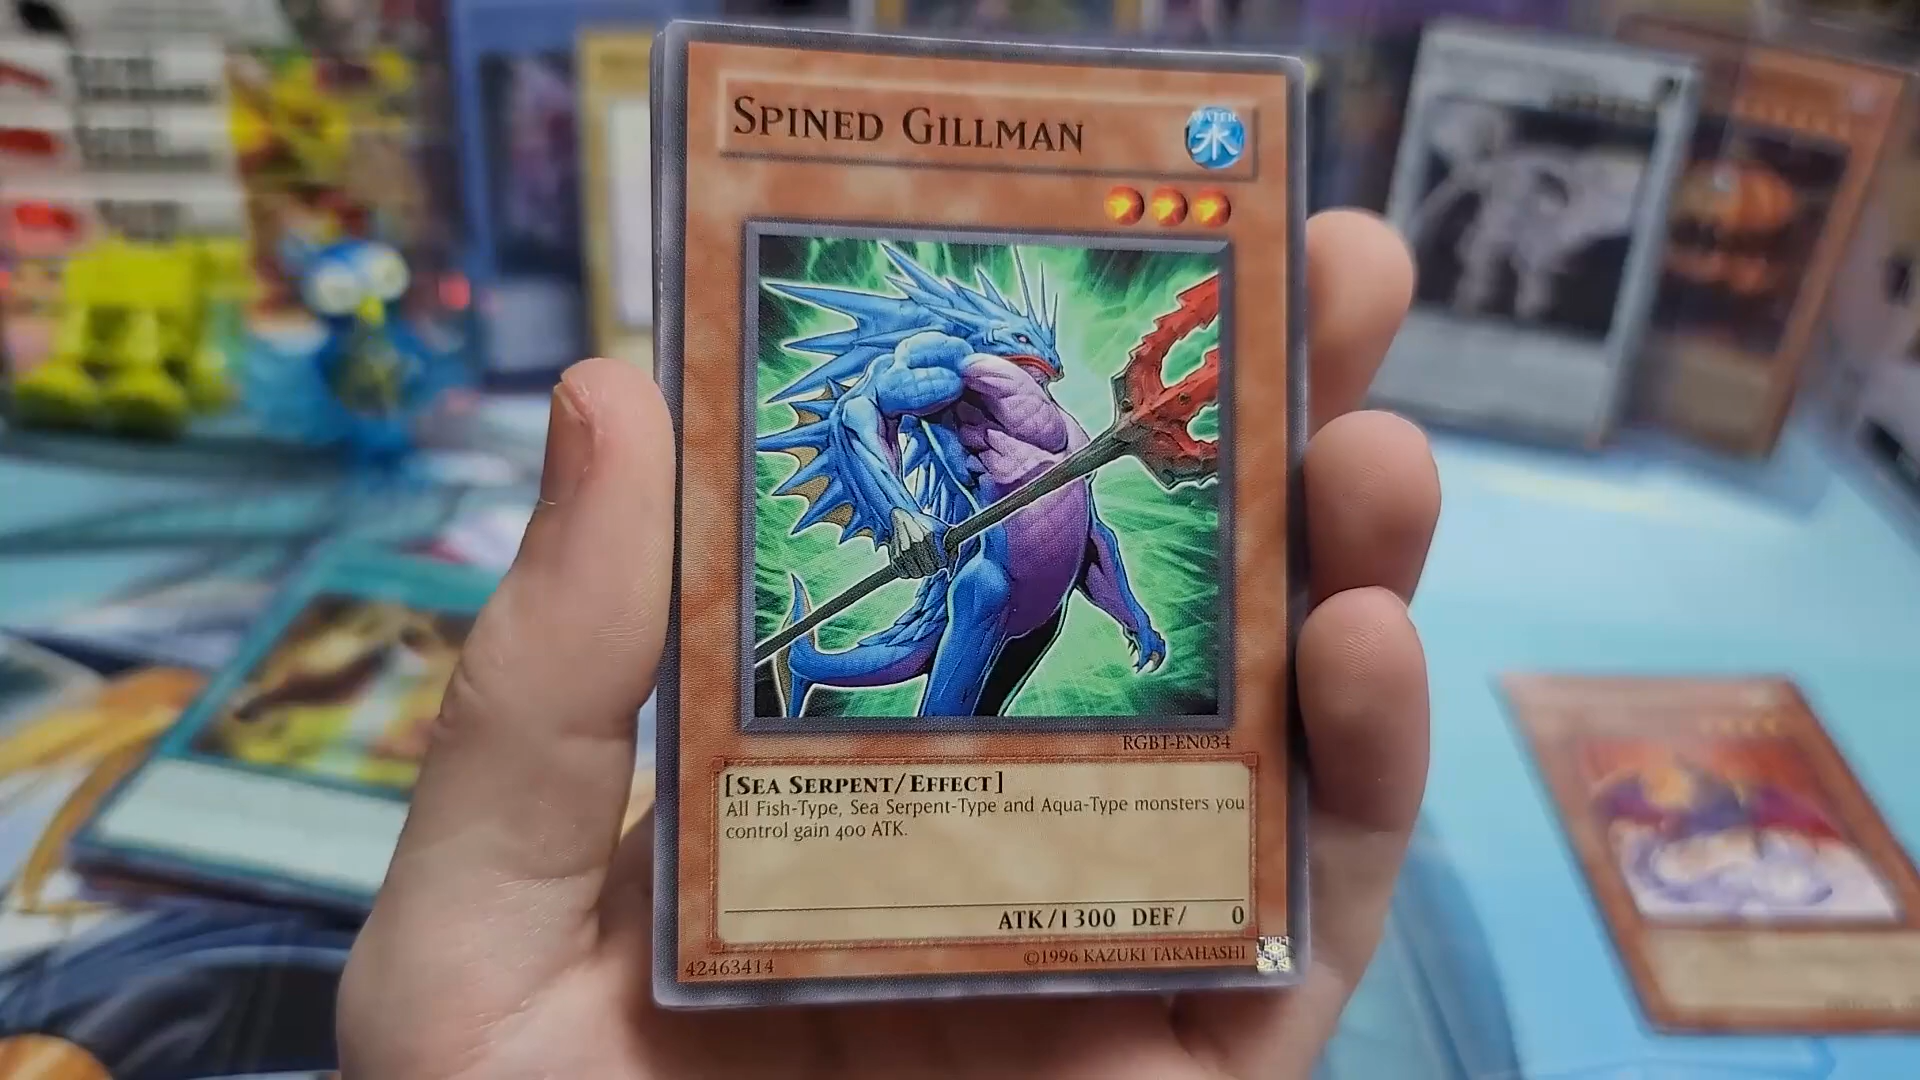 SPINED GILLMAN
WATER
水
RGBT-EN034
[SEA SERPENT/EFFECT]
All Fish-Type, Sea Serpent-Type and Aqua-Type monsters you
control gain 400 ATK.
ATK/1300 DEF/ 0
42463414
©1996 KAZUKI TAKAHASHI